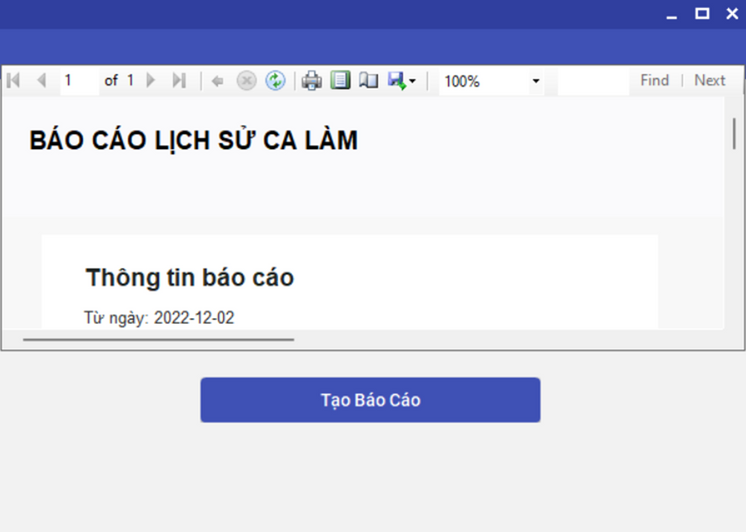 1 of 1 100% Find | Next
BÁO CÁO LỊCH SỬ CA LÀM
Thông tin báo cáo
Từ ngày: 2022-12-02
Tạo Báo Cáo